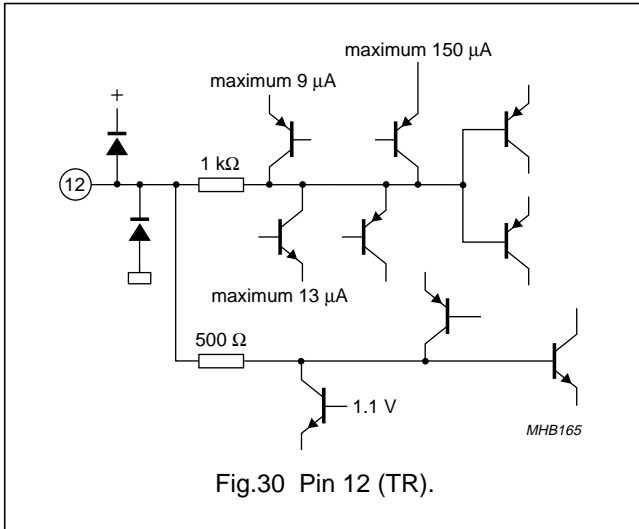 maximum 150 μA
maximum 9 μA
+
1 kΩ
12
maximum 13 μA
500 Ω
1.1 V
MHB165
Fig.30 Pin 12 (TR).